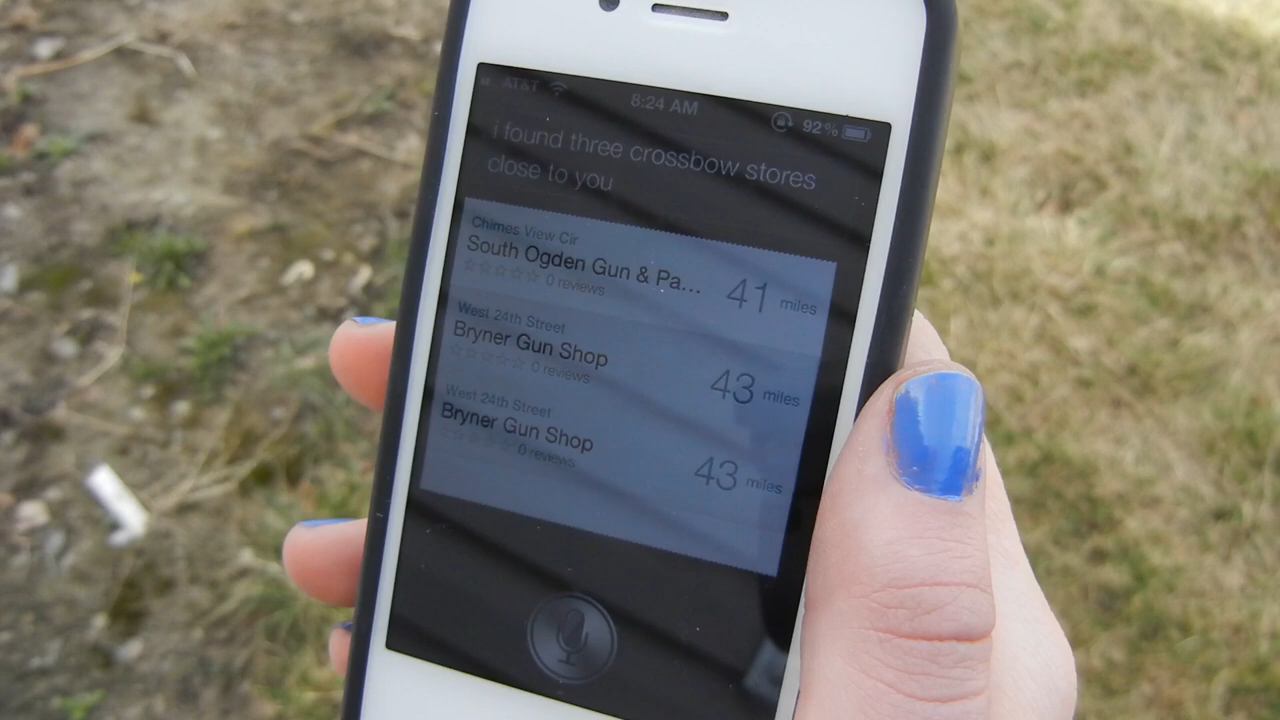 AT&T 8:24 AM 92%
i found three crossbow stores
close to you
Chimes View Cir
South Ogden Gun & Pa...
0 reviews
41 miles
West 24th Street
Bryner Gun Shop
0 reviews
43 miles
West 24th Street
Bryner Gun Shop
0 reviews
43 miles